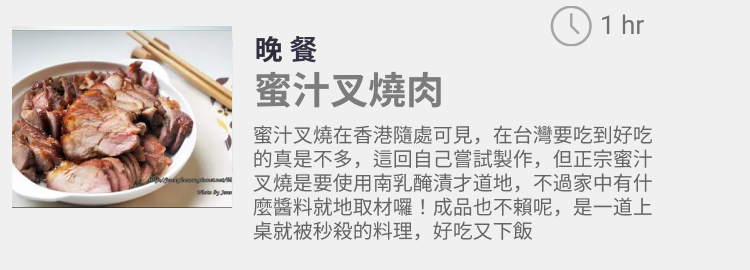 1 hr
晚餐
蜜汁叉燒肉
蜜汁叉燒在香港隨處可見，在台灣要吃到好吃
的真是不多，這回自己嘗試製作，但正宗蜜汁
叉燒是要使用南乳醃漬才道地，不過家中有什
麼醬料就地取材囉！成品也不賴呢，是一道上
桌就被秒殺的料理，好吃又下飯